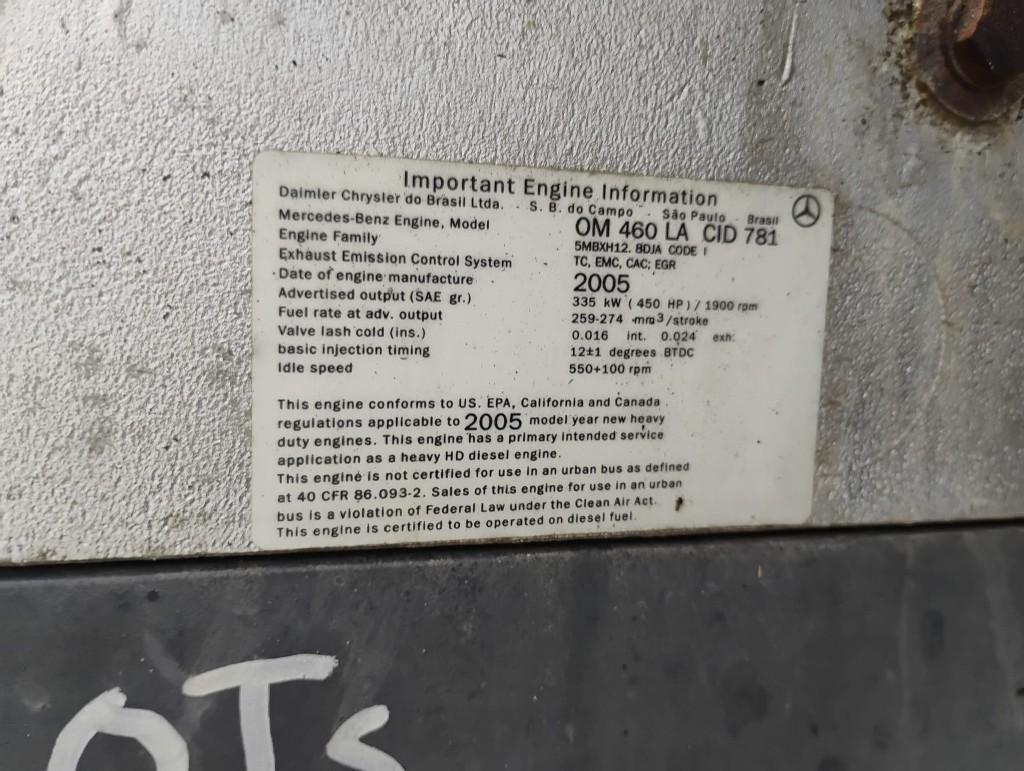 Important Engine Information
Daimler Chrysler do Brasil Ltda. - S. B. do Campo - São Paulo - Brasil
Mercedes-Benz Engine, Model OM 460 LA CID 781
Engine Family 5MBXH12. 8DJA CODE I
Exhaust Emission Control System TC, EMC, CAC; EGR
Date of engine manufacture 2005
Advertised output (SAE gr.) 335 kW ( 450 HP ) / 1900 rpm
Fuel rate at adv. output 259-274 mm3/stroke
Valve lash cold (ins.) 0.016 int. 0.024 exh:
basic injection timing 12±1 degrees BTDC
Idle speed 550+100 rpm
This engine conforms to US. EPA, California and Canada
regulations applicable to 2005 model year new heavy
duty engines. This engine has a primary intended service
application as a heavy HD diesel engine.
This engine is not certified for use in an urban bus as defined
at 40 CFR 86.093-2. Sales of this engine for use in an urban
bus is a violation of Federal Law under the Clean Air Act.
This engine is certified to be operated on diesel fuel.